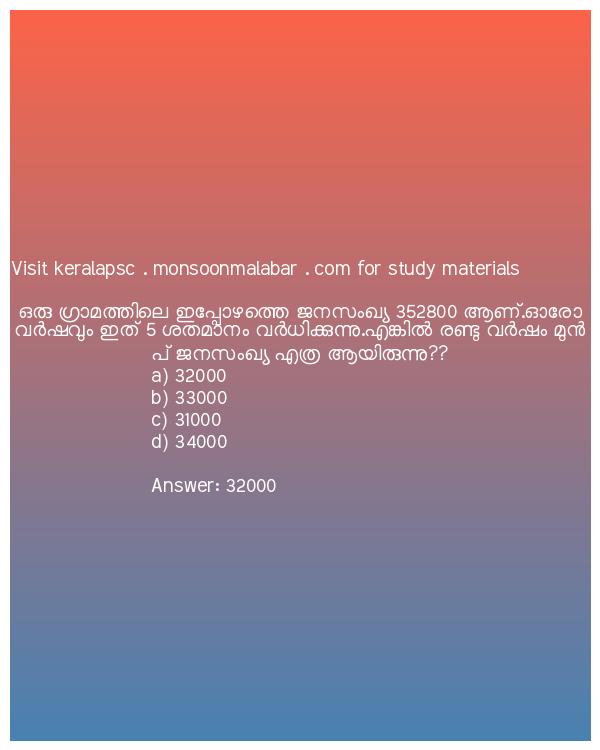 Visit keralapsc . monsoonmalabar . com for study materials
ഒരു ഗ്രാമത്തിലെ ഇപ്പോഴത്തെ ജനസംഖ്യ 352800 ആണ്.ഓരോ
വർഷവും ഇത് 5 ശതമാനം വർധിക്കുന്നു.എങ്കിൽ രണ്ടു വർഷം മുൻ
പ് ജനസംഖ്യ എത്ര ആയിരുന്നു??
a) 32000
b) 33000
c) 31000
d) 34000
Answer: 32000